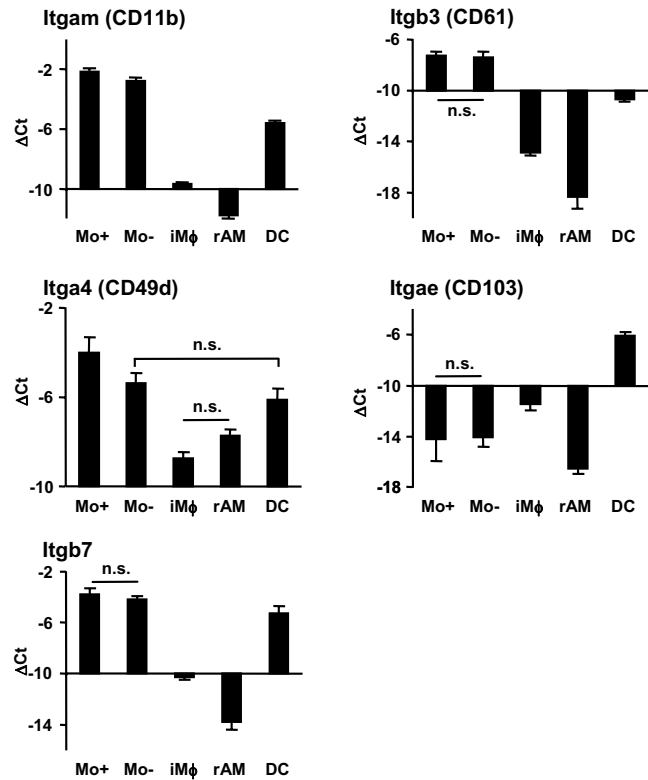 Itgam (CD11b)
-2
-6
-10
ΔCt
Mo+ Mo- iMϕ rAM DC
Itgb3 (CD61)
-6
-10
-14
-18
ΔCt
n.s.
Mo+ Mo- iMϕ rAM DC
Itga4 (CD49d)
-2
-6
-10
ΔCt
n.s.
n.s.
Mo+ Mo- iMϕ rAM DC
Itgae (CD103)
-6
-10
-14
-18
ΔCt
n.s.
Mo+ Mo- iMϕ rAM DC
Itgb7
-2
-6
-10
-14
ΔCt
n.s.
Mo+ Mo- iMϕ rAM DC